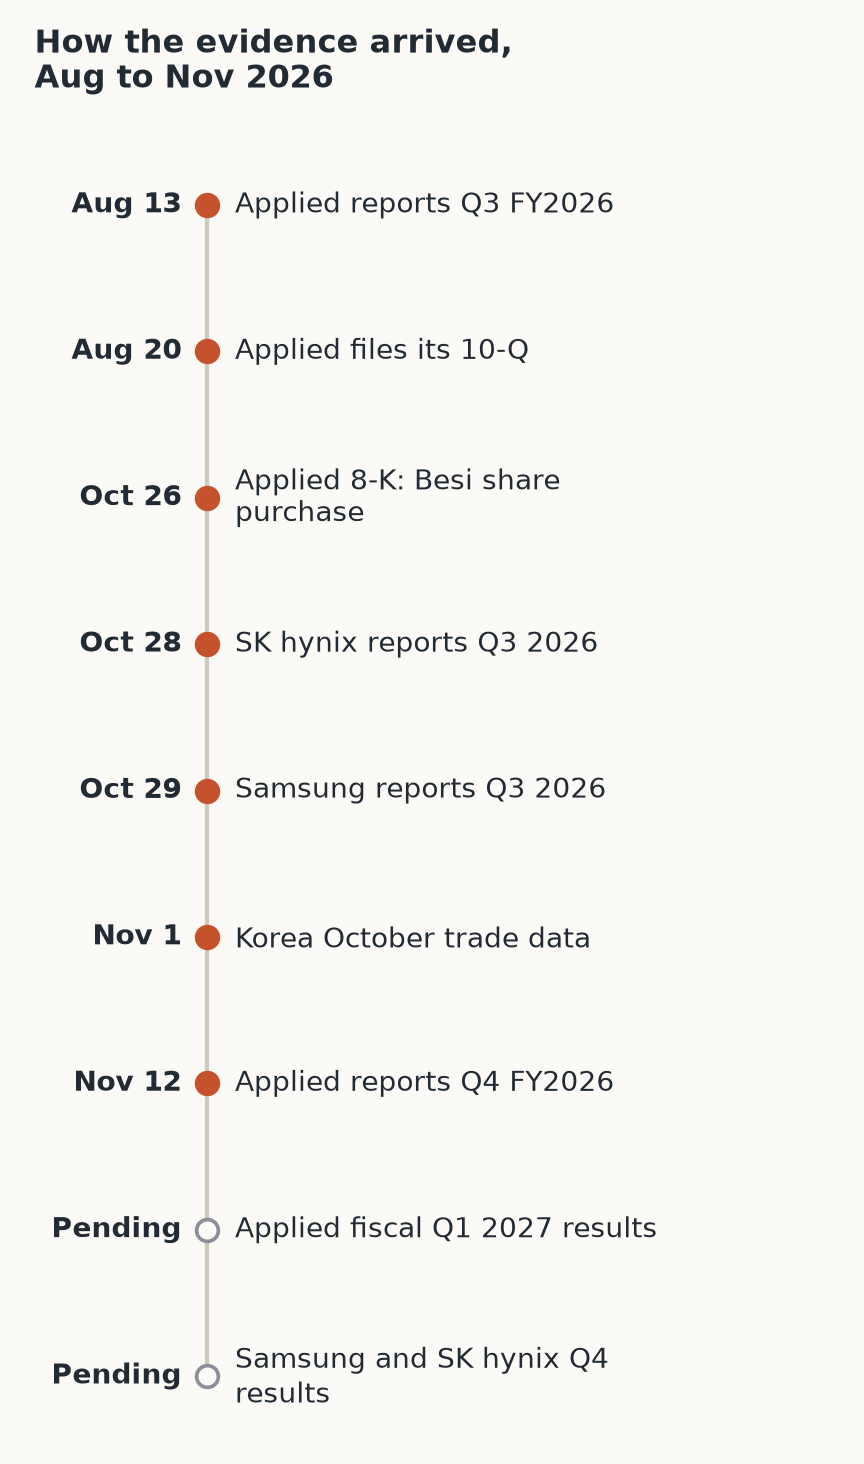 How the evidence arrived,
Aug to Nov 2026
Aug 13 Applied reports Q3 FY2026
Aug 20 Applied files its 10-Q
Oct 26 Applied 8-K: Besi share
purchase
Oct 28 SK hynix reports Q3 2026
Oct 29 Samsung reports Q3 2026
Nov 1 Korea October trade data
Nov 12 Applied reports Q4 FY2026
Pending Applied fiscal Q1 2027 results
Pending Samsung and SK hynix Q4
results